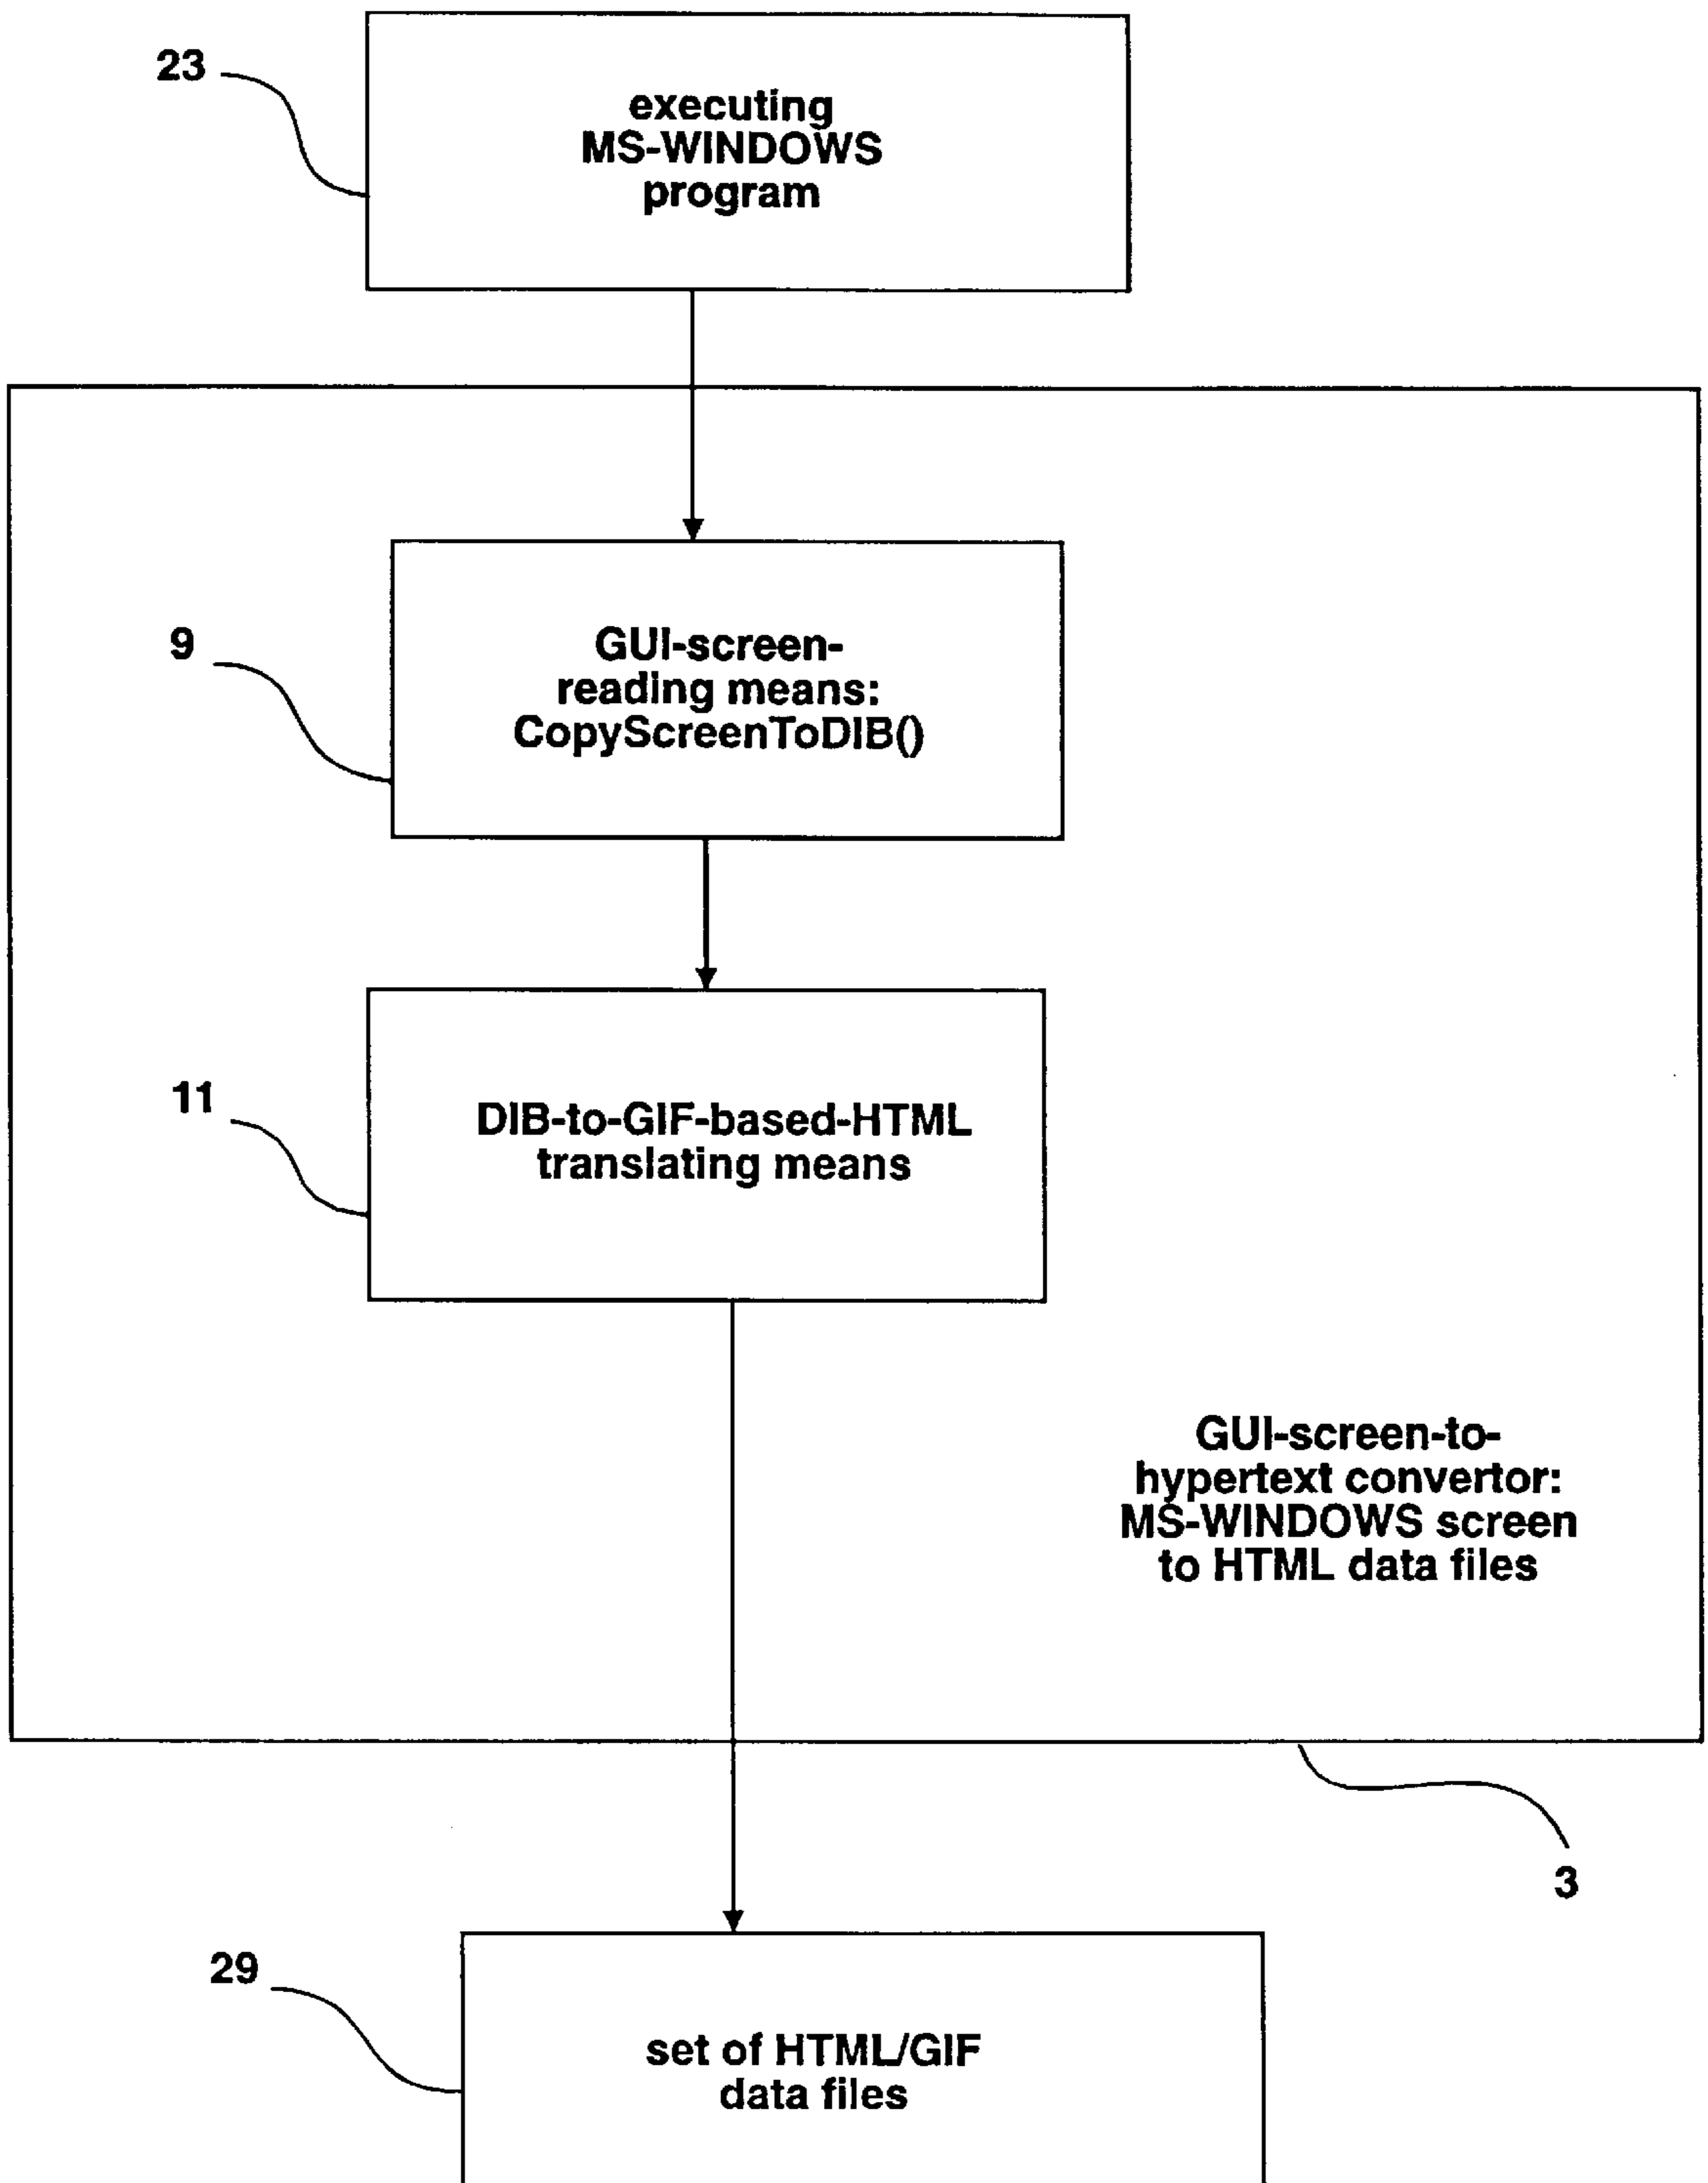 23
executing
MS-WINDOWS
program
9
GUI-screen-
reading means:
CopyScreenToDIB()
11
DIB-to-GIF-based-HTML
translating means
GUI-screen-to-
hypertext convertor:
MS-WINDOWS screen
to HTML data files
3
29
set of HTML/GIF
data files